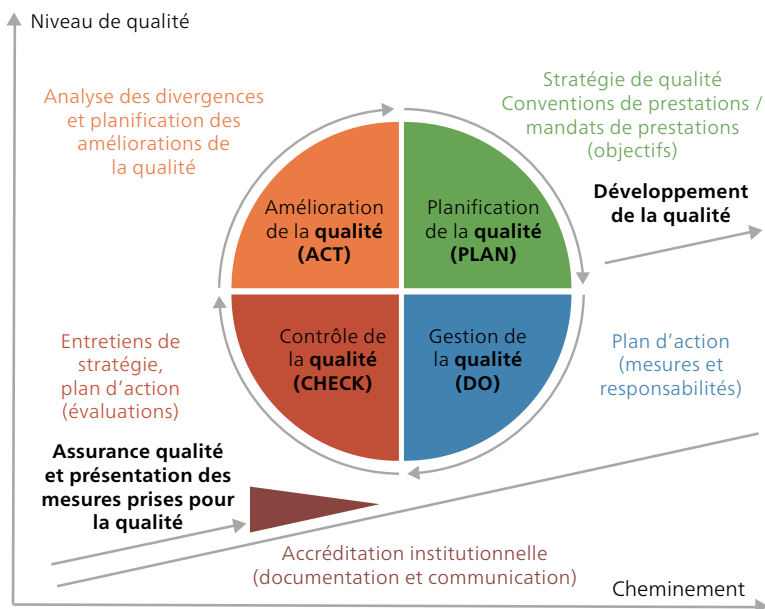 Niveau de qualité
Analyse des divergences
et planification des
améliorations de
la qualité
Stratégie de qualité
Conventions de prestations /
mandats de prestations
(objectifs)
Développement
de la qualité
Amélioration
de la qualité
(ACT)
Planification
de la qualité
(PLAN)
Contrôle de
la qualité
(CHECK)
Gestion de
la qualité
(DO)
Entretiens de
stratégie,
plan d’action
(évaluations)
Plan d’action
(mesures et
responsabilités)
Assurance qualité
et présentation des
mesures prises pour
la qualité
Accréditation institutionnelle
(documentation et communication)
Cheminement